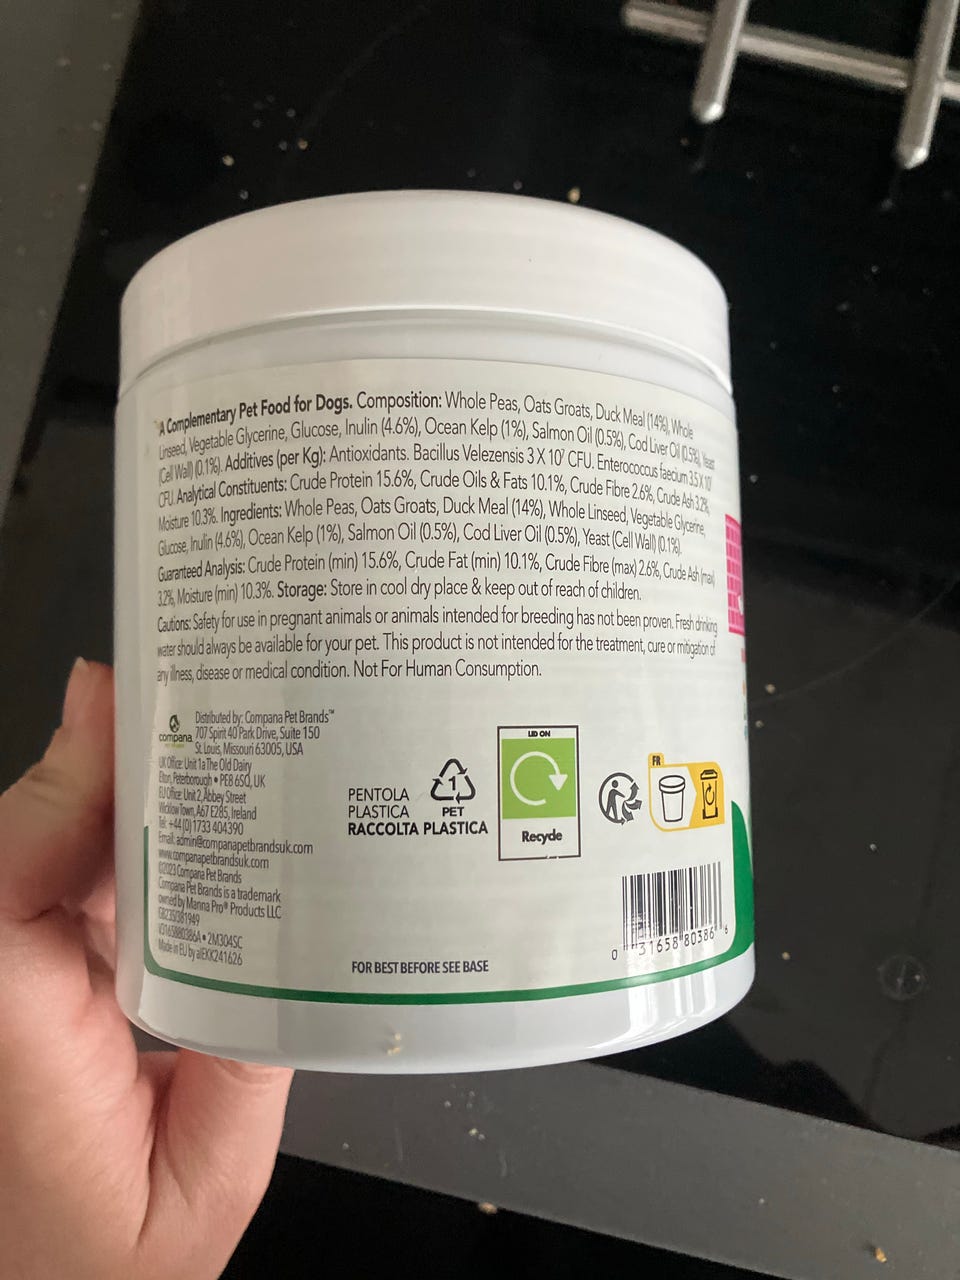 A Complementary Pet Food for Dogs. Composition: Whole Peas, Oats Groats, Duck Meal (14%), Whole
Linseed, Vegetable Glycerine, Glucose, Inulin (4.6%), Ocean Kelp (1%), Salmon Oil (0.5%), Cod Liver Oil (0.5%), Yeast
(Cell Wall) (0.1%). Additives (per Kg): Antioxidants. Bacillus Velezensis 3 X 10⁷ CFU. Enterococcus faecium 3.5 X 10⁷
CFU. Analytical Constituents: Crude Protein 15.6%, Crude Oils & Fats 10.1%, Crude Fibre 2.6%, Crude Ash 3.2%,
Moisture 10.3%. Ingredients: Whole Peas, Oats Groats, Duck Meal (14%), Whole Linseed, Vegetable Glycerine,
Glucose, Inulin (4.6%), Ocean Kelp (1%), Salmon Oil (0.5%), Cod Liver Oil (0.5%), Yeast (Cell Wall) (0.1%).
Guaranteed Analysis: Crude Protein (min) 15.6%, Crude Fat (min) 10.1%, Crude Fibre (max) 2.6%, Crude Ash (max)
3.2%, Moisture (min) 10.3%. Storage: Store in cool dry place & keep out of reach of children.
Cautions: Safety for use in pregnant animals or animals intended for breeding has not been proven. Fresh drinking
water should always be available for your pet. This product is not intended for the treatment, cure or mitigation of
any illness, disease or medical condition. Not For Human Consumption.
compana
Distributed by: Compana Pet Brands™
707 Spirit 40 Park Drive, Suite 150
St. Louis, Missouri 63005, USA
UK Office: Unit 1a The Old Dairy
Elton, Peterborough • PE8 6SQ, UK
EU Office: Unit 2, Abbey Street
Wicklow Town, A67 E285, Ireland
Tel: +44 (0) 1733 404390
Email: admin@companapetbrandsuk.com
www.companapetbrandsuk.com
©2023 Compana Pet Brands
Compana Pet Brands is a trademark
owned by Manna Pro® Products LLC
GB235I381949
V0165880386A • 2M304SC
Made in EU by aIEKK241626
PENTOLA
PLASTICA
RACCOLTA PLASTICA
1
PET
LID ON
Recycle
FR
0 31658 80386 6
FOR BEST BEFORE SEE BASE